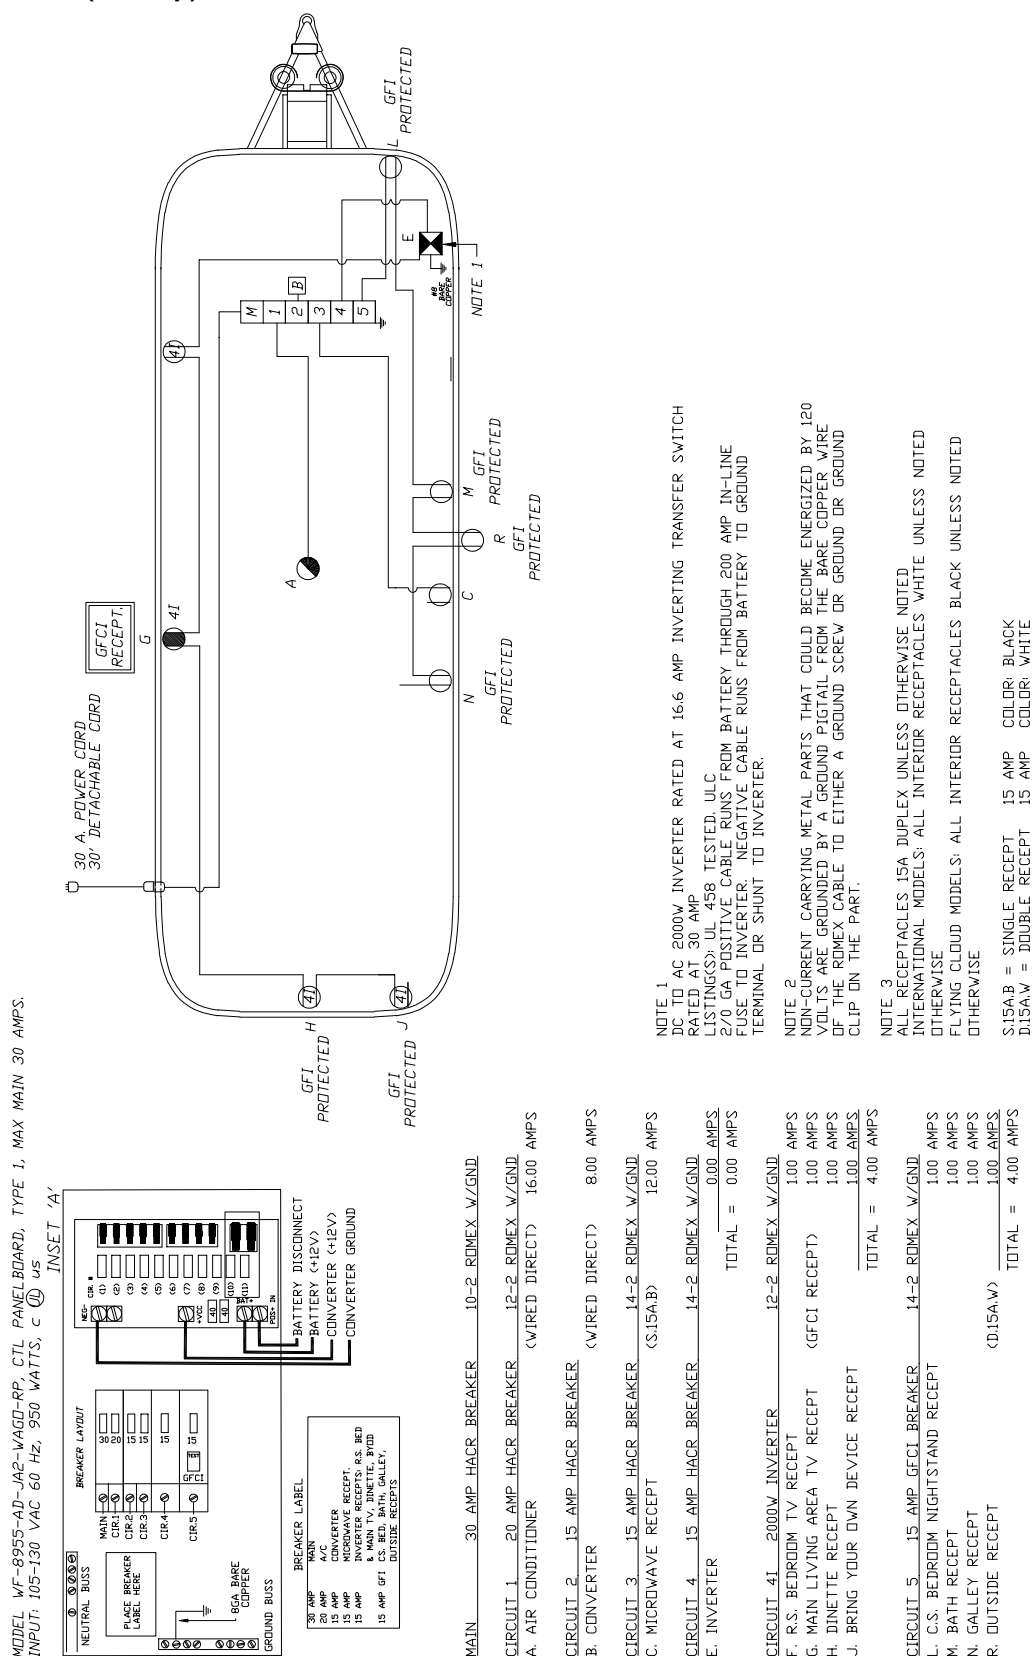 MODEL WF-8955-AD-JA2-WAGO-RP, CTL PANELBOARD, TYPE 1, MAX MAIN 30 AMPS.
INPUT: 105-130 VAC 60 Hz, 950 WATTS, c UL us
INSET 'A'
NEUTRAL BUSS
PLACE BREAKER
LABEL HERE
8GA BARE
COPPER
GROUND BUSS
BREAKER LAYOUT
MAIN 30
CIR.1 20
CIR.2 15
CIR.3 15
CIR.4 15
CIR.5 GFCI TEST 15
NEG-
CIR. #
(1)
(2)
(3)
(4)
(5)
(6)
(7)
(8)
(9)
(10)
(11)
+VCC
40
40
BAT+
POS+ IN
BATTERY DISCONNECT
BATTERY (+12V)
CONVERTER (+12V)
CONVERTER GROUND
BREAKER LABEL
30 AMP MAIN
20 AMP A/C
15 AMP CONVERTER
15 AMP MICROWAVE RECEPT.
15 AMP INVERTER RECEPTS: R.S. BED
& MAIN TV, DINETTE, BYOD
15 AMP GFI CS. BED, BATH, GALLEY,
OUTSIDE RECEPTS
MAIN 30 AMP HACR BREAKER 10-2 ROMEX W/GND
CIRCUIT 1 20 AMP HACR BREAKER 12-2 ROMEX W/GND
A. AIR CONDITIONER (WIRED DIRECT) 16.00 AMPS
CIRCUIT 2 15 AMP HACR BREAKER
B. CONVERTER (WIRED DIRECT) 8.00 AMPS
CIRCUIT 3 15 AMP HACR BREAKER 14-2 ROMEX W/GND
C. MICROWAVE RECEPT (S.15A.B) 12.00 AMPS
CIRCUIT 4 15 AMP HACR BREAKER 14-2 ROMEX W/GND
E. INVERTER 0.00 AMPS
TOTAL = 0.00 AMPS
CIRCUIT 4I 2000W INVERTER 12-2 ROMEX W/GND
F. R.S. BEDROOM TV RECEPT 1.00 AMPS
G. MAIN LIVING AREA TV RECEPT (GFCI RECEPT) 1.00 AMPS
H. DINETTE RECEPT 1.00 AMPS
J. BRING YOUR OWN DEVICE RECEPT 1.00 AMPS
TOTAL = 4.00 AMPS
CIRCUIT 5 15 AMP GFCI BREAKER 14-2 ROMEX W/GND
L. C.S. BEDROOM NIGHTSTAND RECEPT 1.00 AMPS
M. BATH RECEPT 1.00 AMPS
N. GALLEY RECEPT 1.00 AMPS
R. OUTSIDE RECEPT (D.15A.W) 1.00 AMPS
TOTAL = 4.00 AMPS
30 A. POWER CORD
30' DETACHABLE CORD
GFCI
RECEPT.
G
4I
4I
4I
H
GFI
PROTECTED
4I
J
GFI
PROTECTED
A
M
1
2
3
4
5
B
E
#8
BARE
COPPER
NOTE 1
L
GFI
PROTECTED
N
GFI
PROTECTED
C
R
GFI
PROTECTED
M
GFI
PROTECTED
NOTE 1
DC TO AC 2000W INVERTER RATED AT 16.6 AMP INVERTING TRANSFER SWITCH
RATED AT 30 AMP
LISTING(S): UL 458 TESTED. ULC
2/0 GA POSITIVE CABLE RUNS FROM BATTERY THROUGH 200 AMP IN-LINE
FUSE TO INVERTER. NEGATIVE CABLE RUNS FROM BATTERY TO GROUND
TERMINAL OR SHUNT TO INVERTER.
NOTE 2
NON-CURRENT CARRYING METAL PARTS THAT COULD BECOME ENERGIZED BY 120
VOLTS ARE GROUNDED BY A GROUND PIGTAIL FROM THE BARE COPPER WIRE
OF THE ROMEX CABLE TO EITHER A GROUND SCREW OR GROUND OR GROUND
CLIP ON THE PART.
NOTE 3
ALL RECEPTACLES 15A DUPLEX UNLESS OTHERWISE NOTED
INTERNATIONAL MODELS: ALL INTERIOR RECEPTACLES WHITE UNLESS NOTED
OTHERWISE
FLYING CLOUD MODELS: ALL INTERIOR RECEPTACLES BLACK UNLESS NOTED
OTHERWISE
S.15A.B = SINGLE RECEPT 15 AMP COLOR: BLACK
D.15A.W = DOUBLE RECEPT 15 AMP COLOR: WHITE